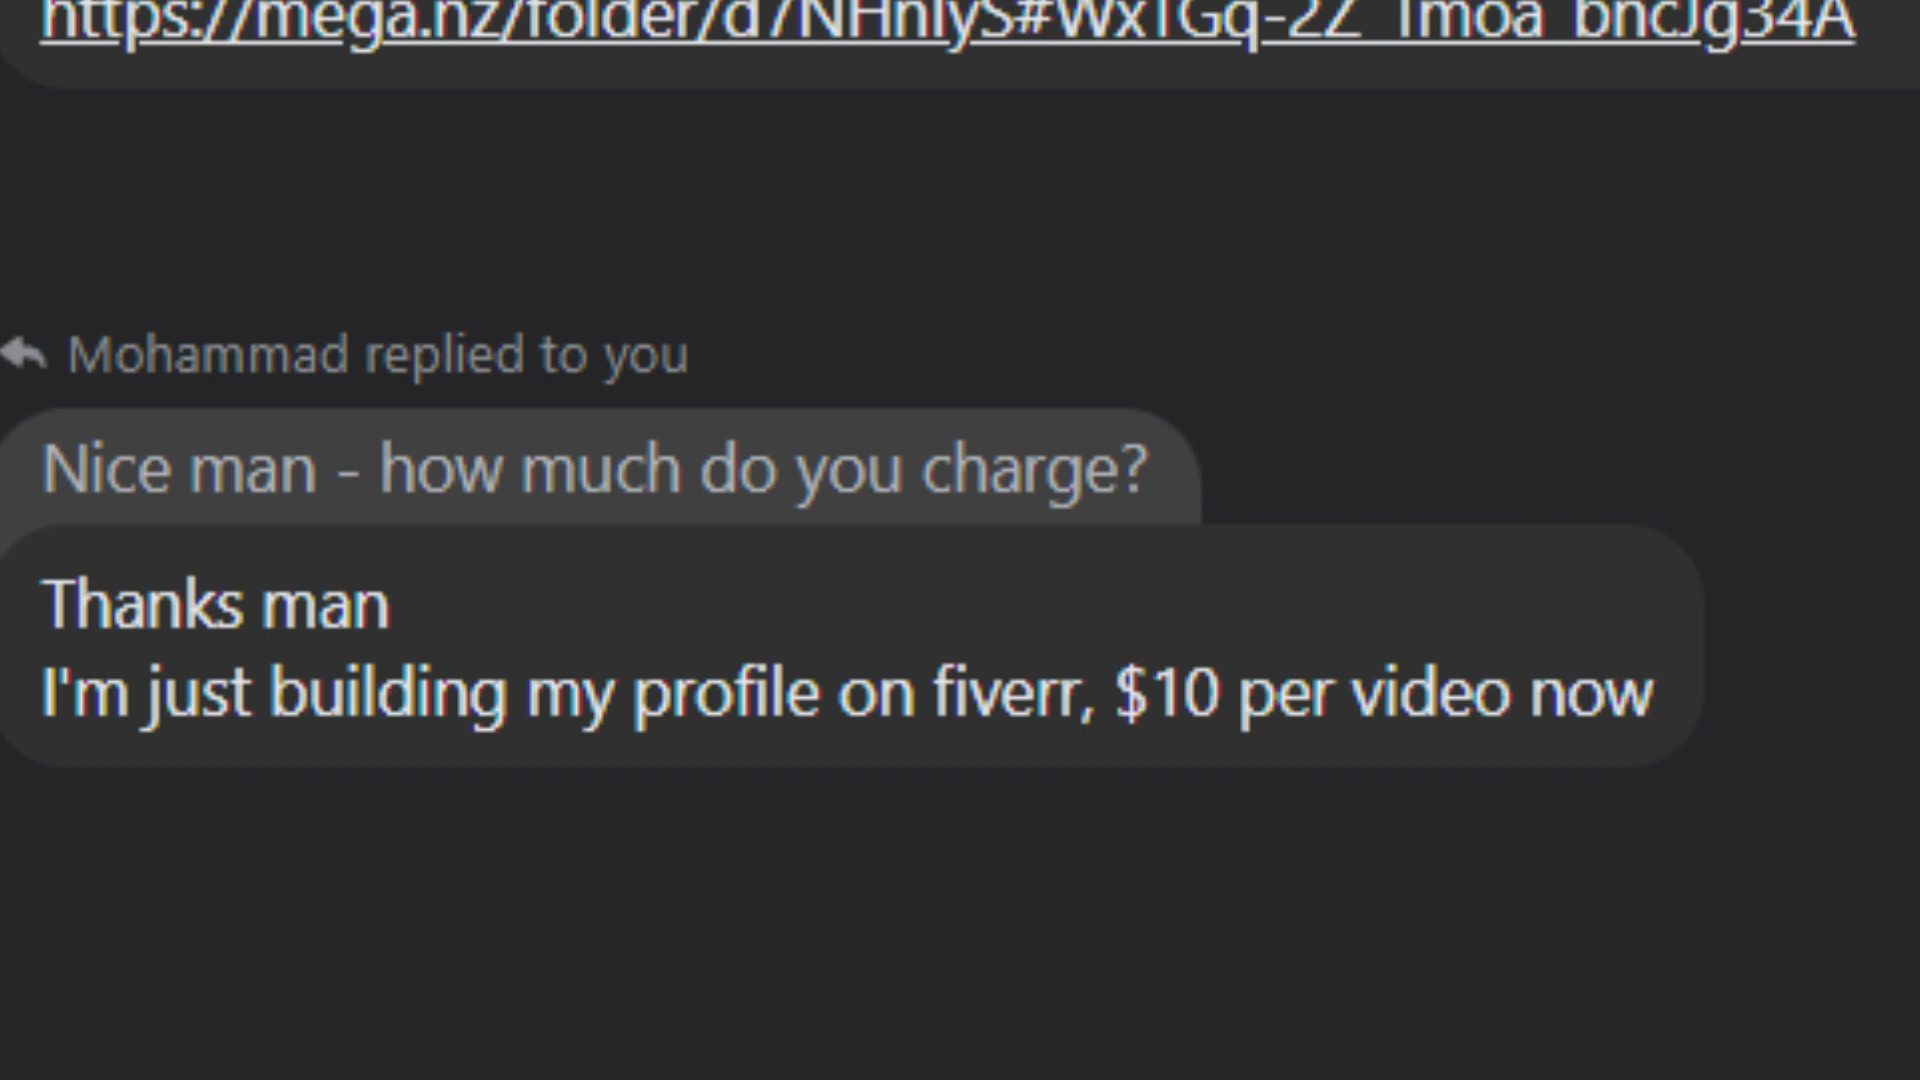 Mohammad replied to you
Nice man - how much do you charge?
Thanks man
I'm just building my profile on fiverr, $10 per video now